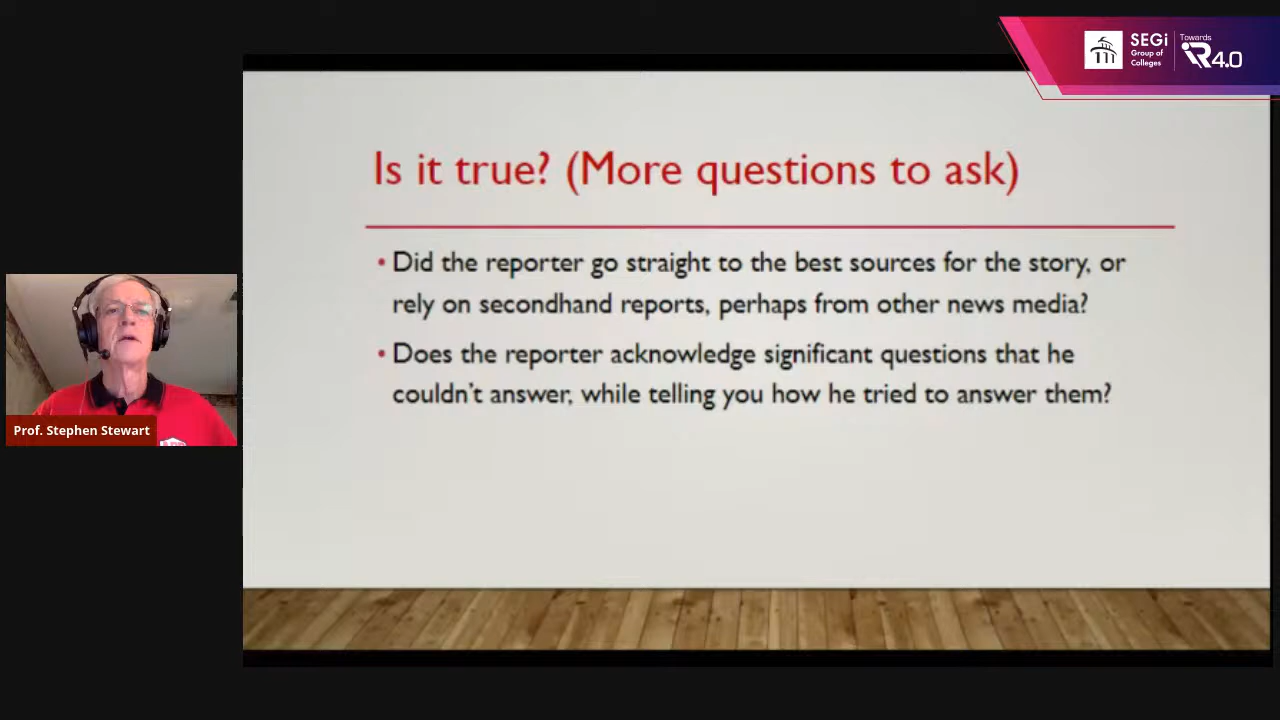 SEGi
Group of
Colleges
Towards
iR4.0
Is it true? (More questions to ask)
• Did the reporter go straight to the best sources for the story, or
rely on secondhand reports, perhaps from other news media?
• Does the reporter acknowledge significant questions that he
couldn't answer, while telling you how he tried to answer them?
Prof. Stephen Stewart